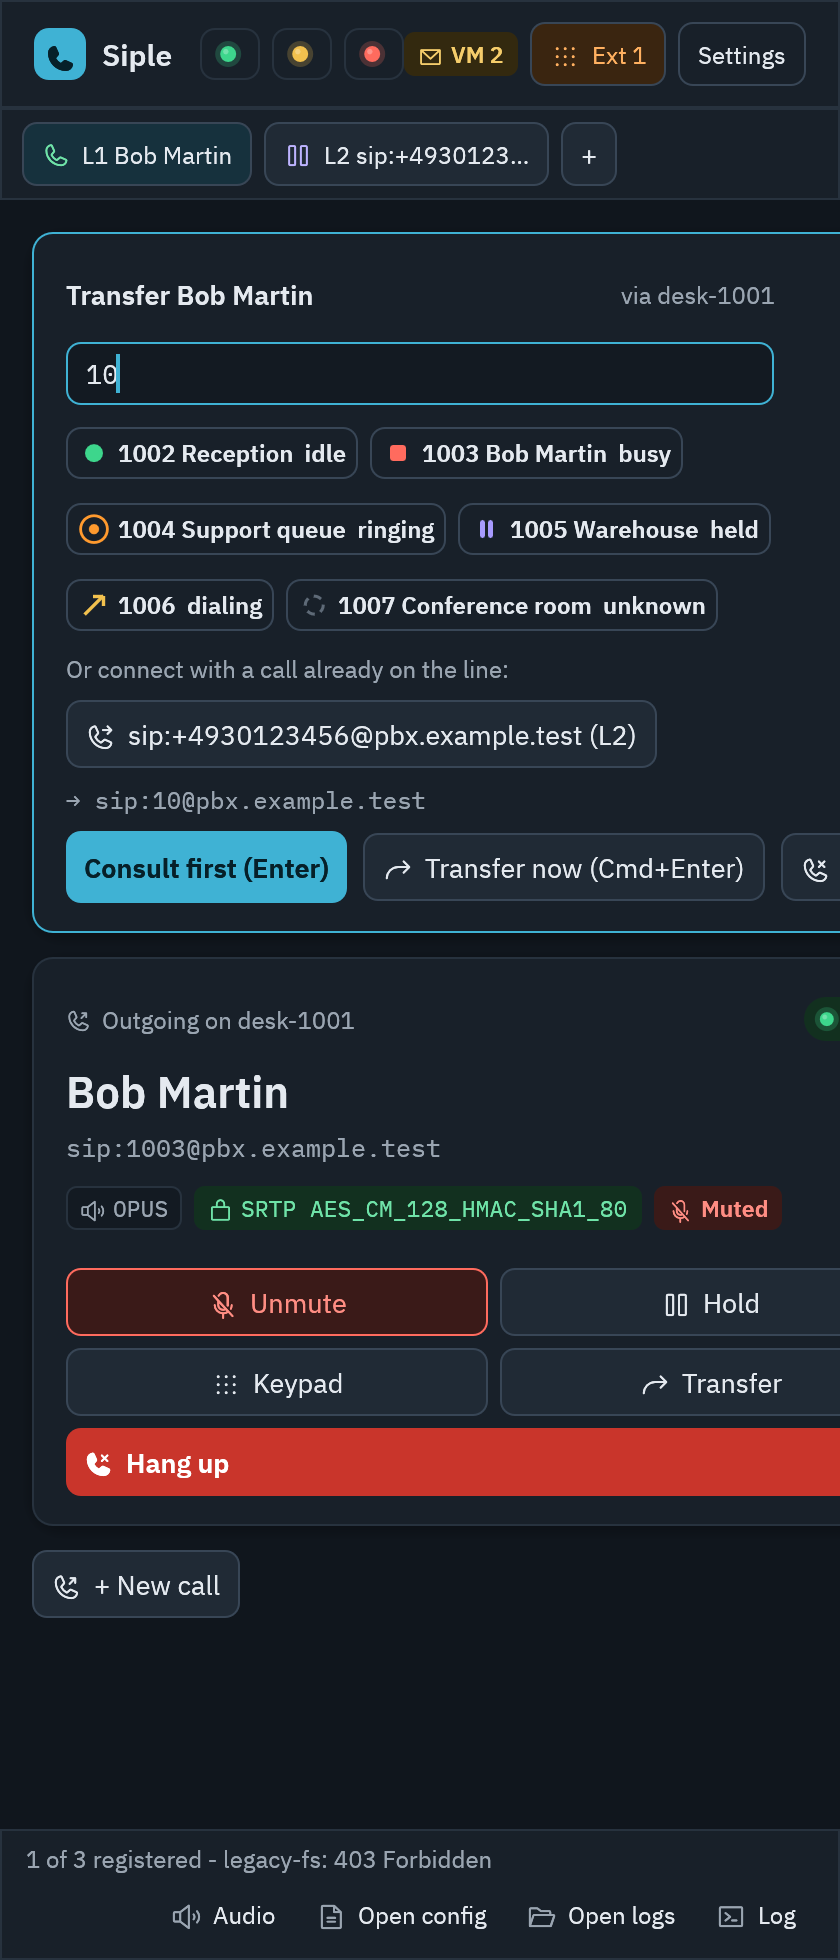 Siple VM 2 Ext 1 Settings
L1 Bob Martin L2 sip:+4930123... +
Transfer Bob Martin via desk-1001
10
1002 Reception idle 1003 Bob Martin busy
1004 Support queue ringing 1005 Warehouse held
1006 dialing 1007 Conference room unknown
Or connect with a call already on the line:
sip:+4930123456@pbx.example.test (L2)
→ sip:10@pbx.example.test
Consult first (Enter) Transfer now (Cmd+Enter)
Outgoing on desk-1001
Bob Martin
sip:1003@pbx.example.test
OPUS SRTP AES_CM_128_HMAC_SHA1_80 Muted
Unmute Hold
Keypad Transfer
Hang up
+ New call
1 of 3 registered - legacy-fs: 403 Forbidden
Audio Open config Open logs Log